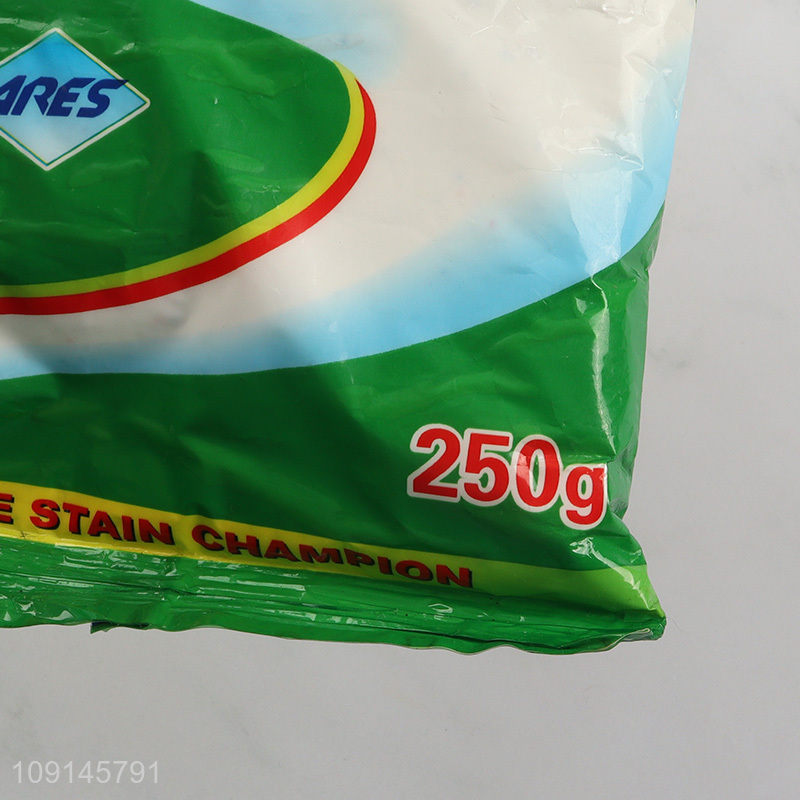 ARES
250g
E STAIN CHAMPION
109145791